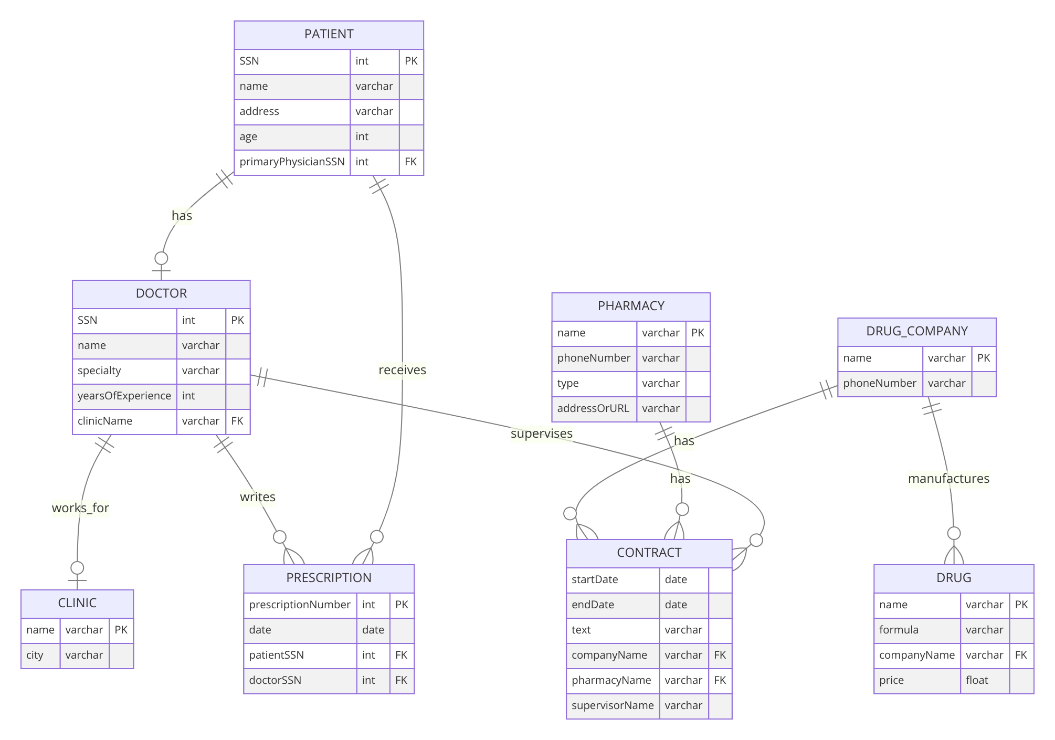 PATIENT
SSN int PK
name varchar
address varchar
age int
primaryPhysicianSSN int FK
has
receives
DOCTOR
SSN int PK
name varchar
specialty varchar
yearsOfExperience int
clinicName varchar FK
PHARMACY
name varchar PK
phoneNumber varchar
type varchar
addressOrURL varchar
DRUG_COMPANY
name varchar PK
phoneNumber varchar
supervises
has
has
manufactures
works_for
writes
CLINIC
name varchar PK
city varchar
PRESCRIPTION
prescriptionNumber int PK
date date
patientSSN int FK
doctorSSN int FK
CONTRACT
startDate date
endDate date
text varchar
companyName varchar FK
pharmacyName varchar FK
supervisorName varchar
DRUG
name varchar PK
formula varchar
companyName varchar FK
price float